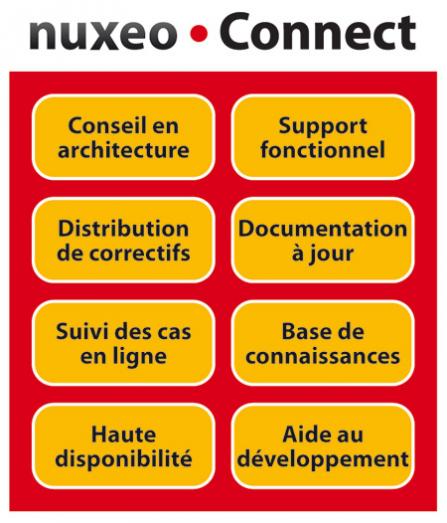 nuxeo • Connect
Conseil en
architecture
Support
fonctionnel
Distribution
de correctifs
Documentation
à jour
Suivi des cas
en ligne
Base de
connaissances
Haute
disponibilité
Aide au
développement